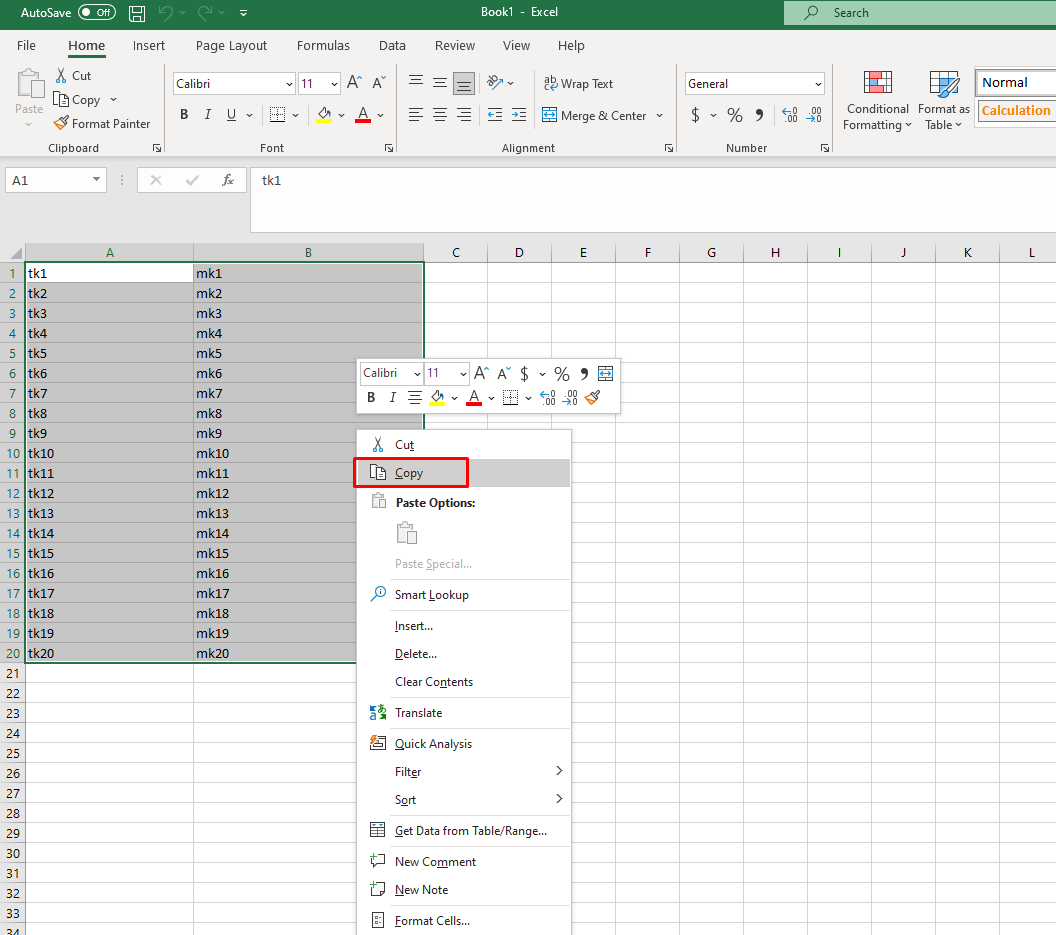 AutoSave Off Book1 - Excel Search
File Home Insert Page Layout Formulas Data Review View Help
Paste
Cut
Copy
Format Painter
Clipboard
Calibri 11 A A
B I U A
Font
ab Wrap Text
Merge & Center
Alignment
General
$ % , .00
Number
Conditional Formatting
Format as Table
Normal
Calculation
A1 fx tk1
A B C D E F G H I J K L
1 tk1 mk1
2 tk2 mk2
3 tk3 mk3
4 tk4 mk4
5 tk5 mk5
6 tk6 mk6
7 tk7 mk7
8 tk8 mk8
9 tk9 mk9
10 tk10 mk10
11 tk11 mk11
12 tk12 mk12
13 tk13 mk13
14 tk14 mk14
15 tk15 mk15
16 tk16 mk16
17 tk17 mk17
18 tk18 mk18
19 tk19 mk19
20 tk20 mk20
21
22
23
24
25
26
27
28
29
30
31
32
33
34
Calibri 11 A A $ % ,
B I A .00
Cut
Copy
Paste Options:
Paste Special...
Smart Lookup
Insert...
Delete...
Clear Contents
Translate
Quick Analysis
Filter
Sort
Get Data from Table/Range...
New Comment
New Note
Format Cells...